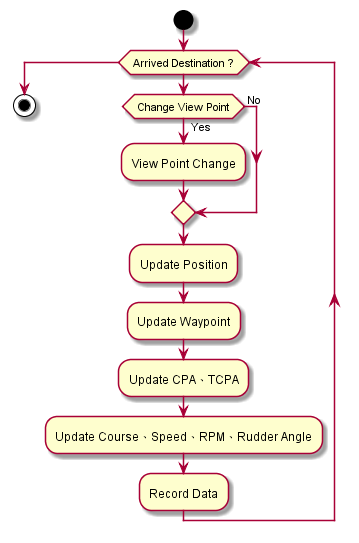 Arrived Destination ?
Change View Point
No
Yes
View Point Change
Update Position
Update Waypoint
Update CPA、TCPA
Update Course、Speed、RPM、Rudder Angle
Record Data